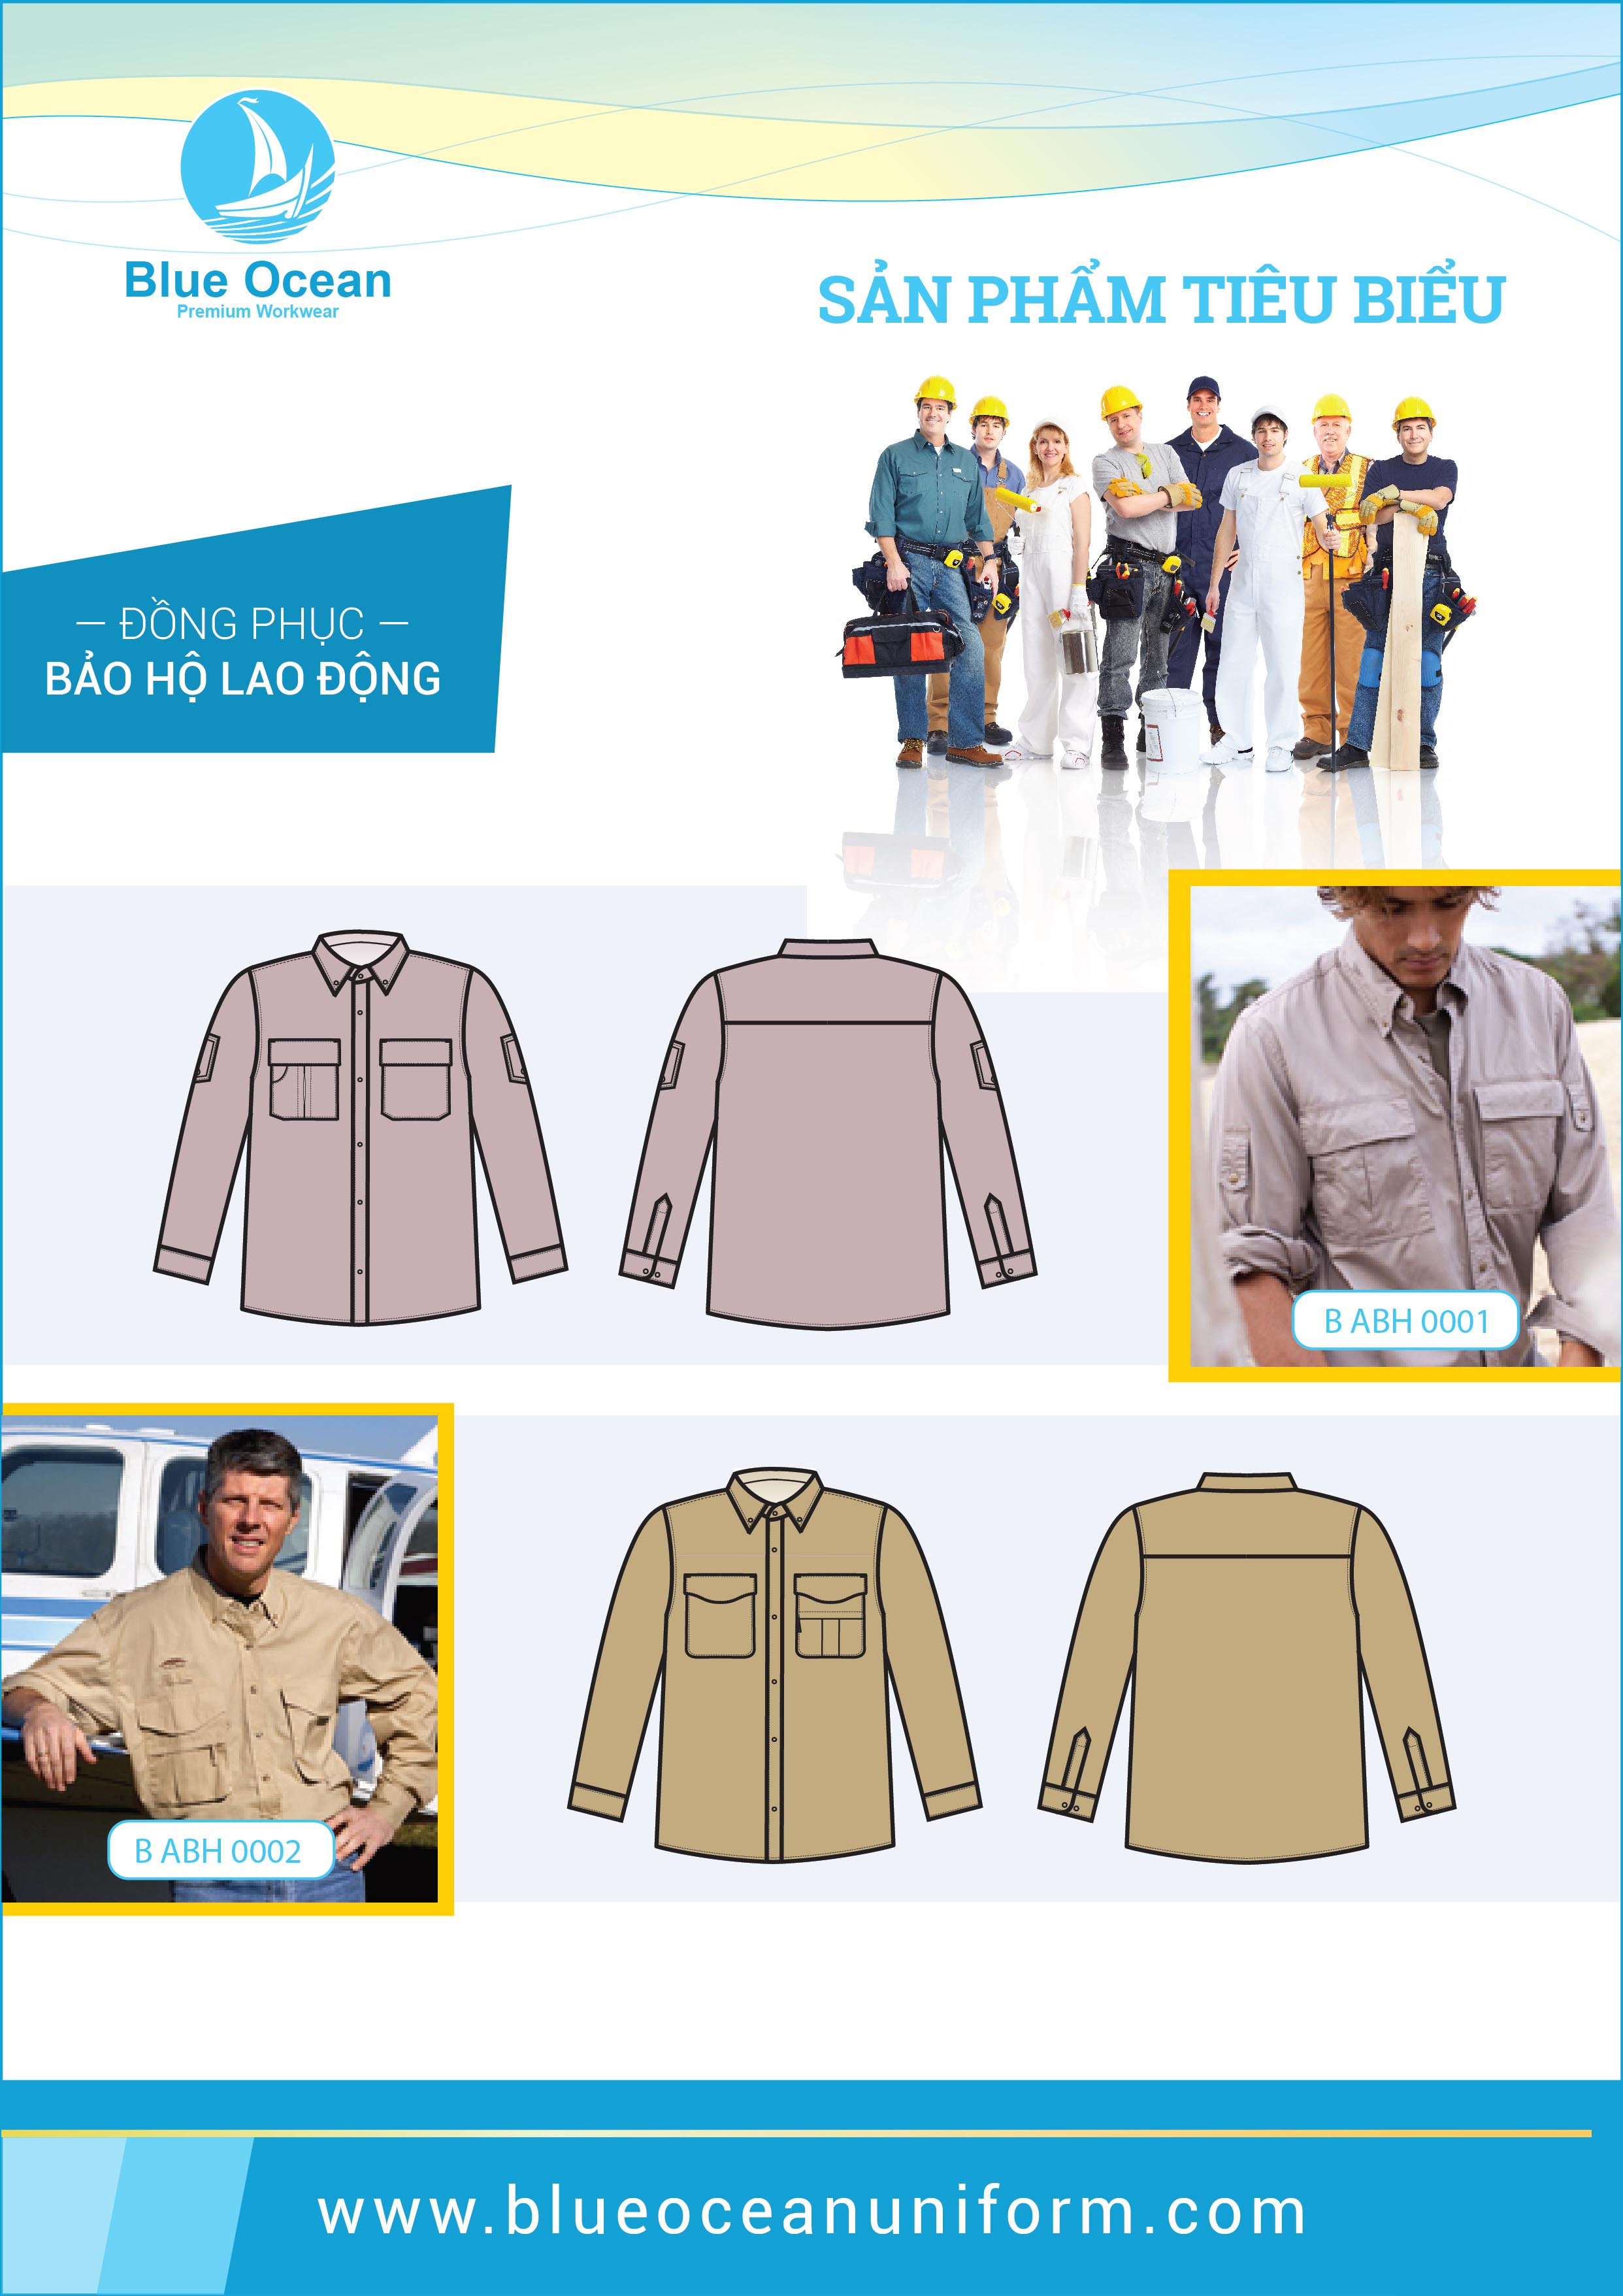 Blue Ocean
Premium Workwear
SẢN PHẨM TIÊU BIỂU
— ĐỒNG PHỤC —
BẢO HỘ LAO ĐỘNG
B ABH 0001
B ABH 0002
www.blueoceanuniform.com